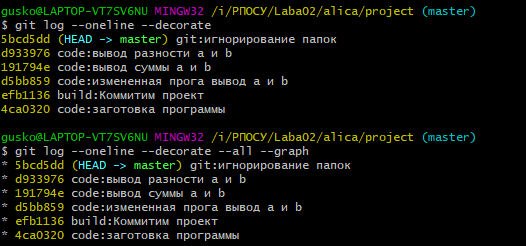 gusko@LAPTOP-VT7SV6NU MINGW32 /i/РПОСУ/Laba02/alica/project (master)
$ git log --oneline --decorate
5bcd5dd (HEAD -> master) git:игнорирование папок
d933976 code:вывод разности a и b
191794e code:вывод суммы a и b
d5bb859 code:измененная прога вывод a и b
efb1136 build:Коммитим проект
4ca0320 code:заготовка программы
gusko@LAPTOP-VT7SV6NU MINGW32 /i/РПОСУ/Laba02/alica/project (master)
$ git log --oneline --decorate --all --graph
* 5bcd5dd (HEAD -> master) git:игнорирование папок
* d933976 code:вывод разности a и b
* 191794e code:вывод суммы a и b
* d5bb859 code:измененная прога вывод a и b
* efb1136 build:Коммитим проект
* 4ca0320 code:заготовка программы